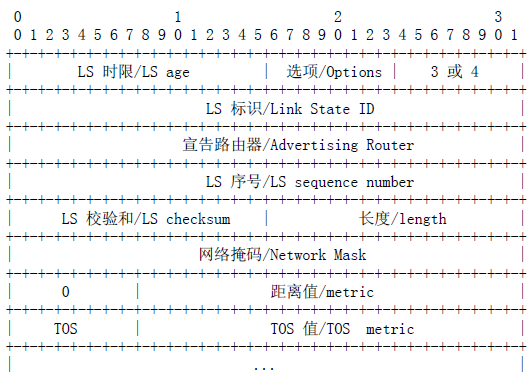 0 1 2 3
0 1 2 3 4 5 6 7 8 9 0 1 2 3 4 5 6 7 8 9 0 1 2 3 4 5 6 7 8 9 0 1
LS 时限/LS age 选项/Options 3 或 4
LS 标识/Link State ID
宣告路由器/Advertising Router
LS 序号/LS sequence number
LS 校验和/LS checksum 长度/length
网络掩码/Network Mask
0 距离值/metric
TOS TOS 值/TOS metric
...